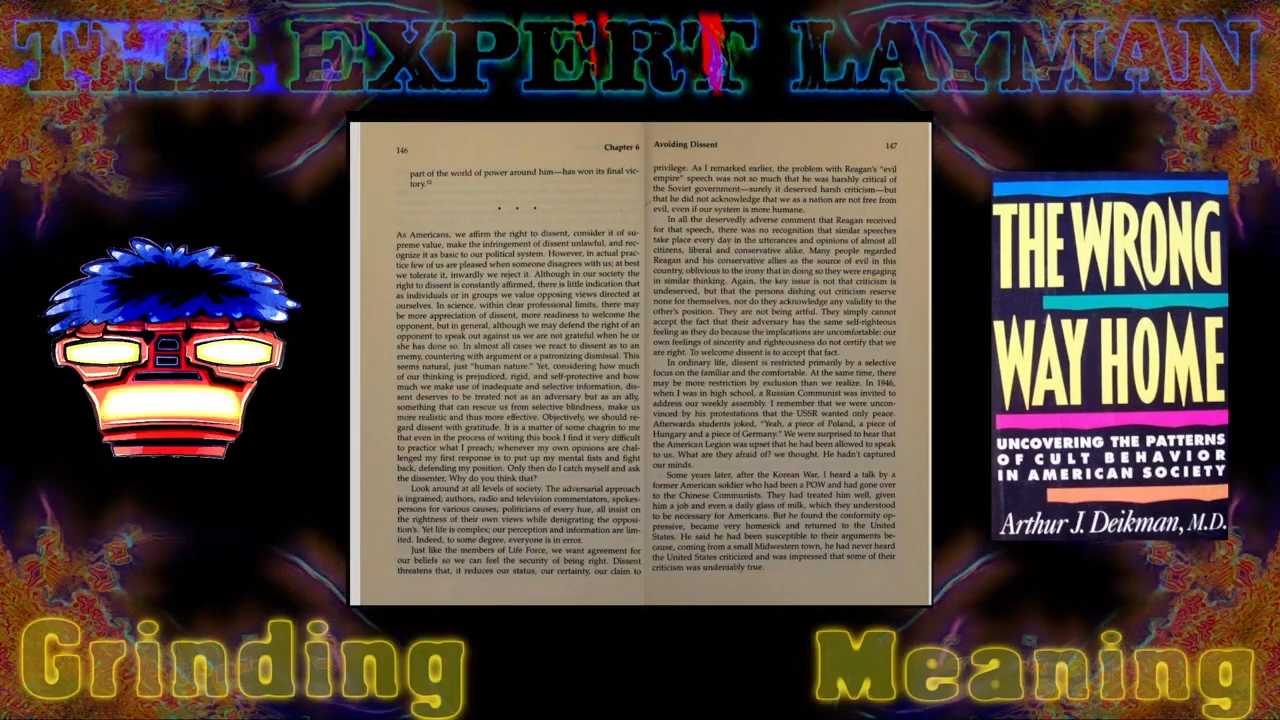 THE EXPERT LAYMAN
146
Chapter 6
part of the world of power around him—has won its final vic-
tory.¹²
• • •
As Americans, we affirm the right to dissent, consider it of su-
preme value, make the infringement of dissent unlawful, and rec-
ognize it as basic to our political system. However, in actual prac-
tice few of us are pleased when someone disagrees with us; at best
we tolerate it, inwardly we reject it. Although in our society the
right to dissent is constantly affirmed, there is little indication that
as individuals or in groups we value opposing views directed at
ourselves. In science, within clear professional limits, there may
be more appreciation of dissent, more readiness to welcome the
opponent, but in general, although we may defend the right of an
opponent to speak out against us we are not grateful when he or
she has done so. In almost all cases we react to dissent as to an
enemy, countering with argument or a patronizing dismissal. This
seems natural, just "human nature." Yet, considering how much
of our thinking is prejudiced, rigid, and self-protective and how
much we make use of inadequate and selective information, dis-
sent deserves to be treated not as an adversary but as an ally,
something that can rescue us from selective blindness, make us
more realistic and thus more effective. Objectively, we should re-
gard dissent with gratitude. It is a matter of some chagrin to me
that even in the process of writing this book I find it very difficult
to practice what I preach; whenever my own opinions are chal-
lenged my first response is to put up my mental fists and fight
back, defending my position. Only then do I catch myself and ask
the dissenter, Why do you think that?
Look around at all levels of society. The adversarial approach
is ingrained; authors, radio and television commentators, spokes-
persons for various causes, politicians of every hue, all insist on
the rightness of their own views while denigrating the opposi-
tion's. Yet life is complex; our perception and information are lim-
ited. Indeed, to some degree, everyone is in error.
Just like the members of Life Force, we want agreement for
our beliefs so we can feel the security of being right. Dissent
threatens that, it reduces our status, our certainty, our claim to
Avoiding Dissent
147
privilege. As I remarked earlier, the problem with Reagan's "evil
empire" speech was not so much that he was harshly critical of
the Soviet government—surely it deserved harsh criticism—but
that he did not acknowledge that we as a nation are not free from
evil, even if our system is more humane.
In all the deservedly adverse comment that Reagan received
for that speech, there was no recognition that similar speeches
take place every day in the utterances and opinions of almost all
citizens, liberal and conservative alike. Many people regarded
Reagan and his conservative allies as the source of evil in this
country, oblivious to the irony that in doing so they were engaging
in similar thinking. Again, the key issue is not that criticism is
undeserved, but that the persons dishing out criticism reserve
none for themselves, nor do they acknowledge any validity to the
other's position. They are not being artful. They simply cannot
accept the fact that their adversary has the same self-righteous
feeling as they do because the implications are uncomfortable: our
own feelings of sincerity and righteousness do not certify that we
are right. To welcome dissent is to accept that fact.
In ordinary life, dissent is restricted primarily by a selective
focus on the familiar and the comfortable. At the same time, there
may be more restriction by exclusion than we realize. In 1946,
when I was in high school, a Russian Communist was invited to
address our weekly assembly. I remember that we were uncon-
vinced by his protestations that the USSR wanted only peace.
Afterwards students joked, "Yeah, a piece of Poland, a piece of
Hungary and a piece of Germany." We were surprised to hear that
the American Legion was upset that he had been allowed to speak
to us. What are they afraid of? we thought. He hadn't captured
our minds.
Some years later, after the Korean War, I heard a talk by a
former American soldier who had been a POW and had gone over
to the Chinese Communists. They had treated him well, given
him a job and even a daily glass of milk, which they understood
to be necessary for Americans. But he found the conformity op-
pressive, became very homesick and returned to the United
States. He said he had been susceptible to their arguments be-
cause, coming from a small Midwestern town, he had never heard
the United States criticized and was impressed that some of their
criticism was undeniably true.
THE WRONG
WAY HOME
UNCOVERING THE PATTERNS
OF CULT BEHAVIOR
IN AMERICAN SOCIETY
Arthur J. Deikman, M.D.
Grinding
Meaning